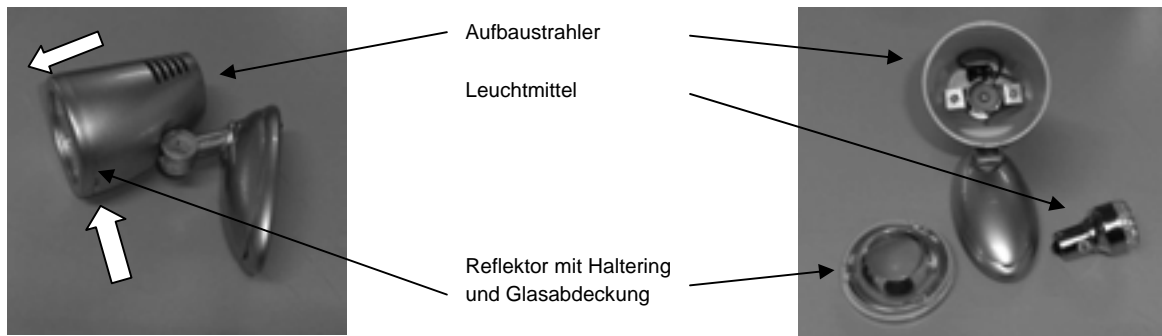 Aufbaustrahler
Leuchtmittel
Reflektor mit Haltering
und Glasabdeckung